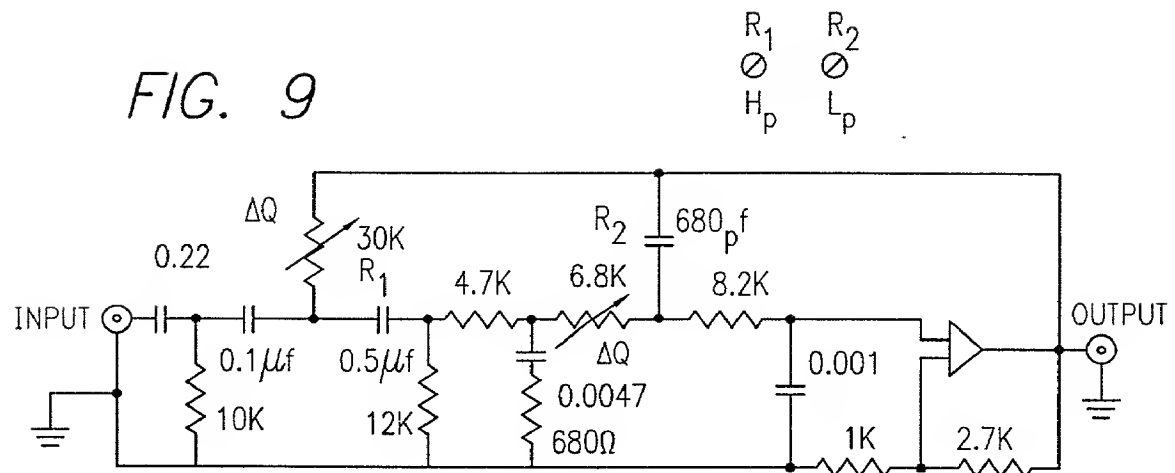 FIG. 9
R1 R2
Hp Lp
ΔQ
30K
R1
0.22
R2
680pf
4.7K
6.8K
8.2K
INPUT
OUTPUT
0.1μf
0.5μf
ΔQ
0.001
10K
12K
0.0047
680Ω
1K
2.7K